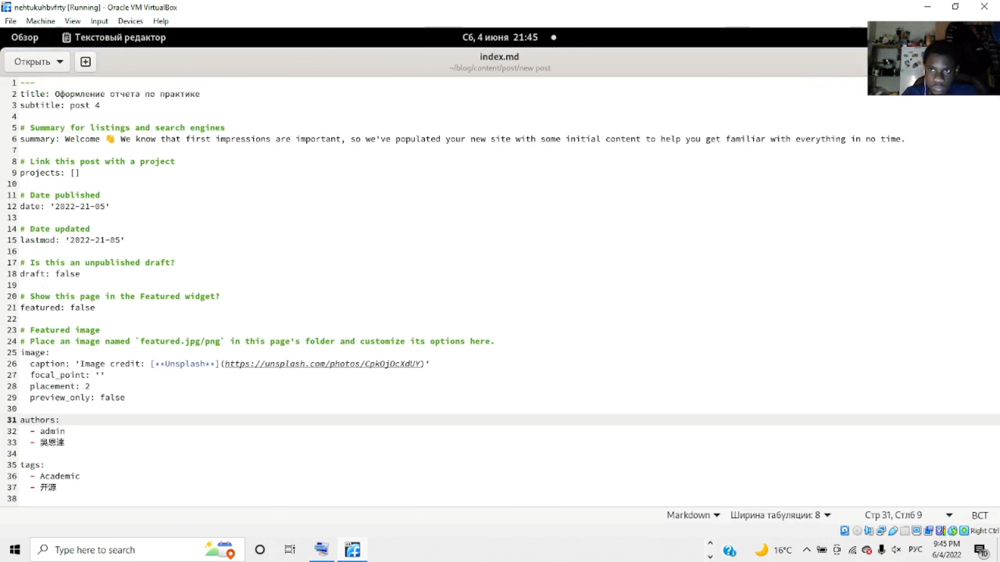 nehtukuhbvfrty [Running] - Oracle VM VirtualBox
File Machine View Input Devices Help
Обзор Текстовый редактор Сб, 4 июня 21:45
Открыть index.md
~/blog/content/post/new post
1 ---
2 title: Оформление отчета по практике
3 subtitle: post 4
4
5 # Summary for listings and search engines
6 summary: Welcome 👋 We know that first impressions are important, so we've populated your new site with some initial content to help you get familiar with everything in no time.
7
8 # Link this post with a project
9 projects: []
10
11 # Date published
12 date: '2022-21-05'
13
14 # Date updated
15 lastmod: '2022-21-05'
16
17 # Is this an unpublished draft?
18 draft: false
19
20 # Show this page in the Featured widget?
21 featured: false
22
23 # Featured image
24 # Place an image named `featured.jpg/png` in this page's folder and customize its options here.
25 image:
26 caption: 'Image credit: [**Unsplash**](https://unsplash.com/photos/CpkOjOcXdUY)'
27 focal_point: ''
28 placement: 2
29 preview_only: false
30
31 authors:
32 - admin
33 - 吳恩達
34
35 tags:
36 - Academic
37 - 开源
38
Markdown Ширина табуляции: 8 Стр 31, Стлб 9 ВСТ
Right Ctrl
Type here to search 16°C РУС 9:45 PM
6/4/2022 10